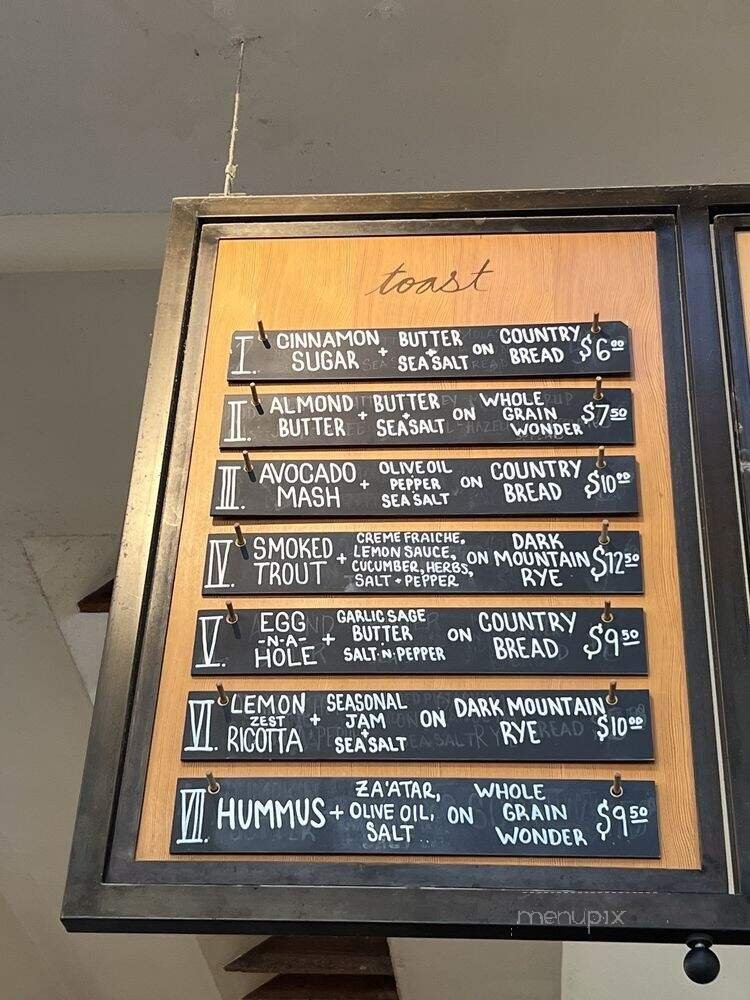 toast
I. CINNAMON SUGAR + BUTTER + SEA SALT ON COUNTRY BREAD $6.00
II. ALMOND BUTTER + BUTTER + SEA SALT ON WHOLE GRAIN WONDER $7.50
III. AVOCADO MASH + OLIVE OIL PEPPER SEA SALT ON COUNTRY BREAD $10.00
IV. SMOKED TROUT + CREME FRAICHE, LEMON SAUCE, CUCUMBER, HERBS, SALT + PEPPER ON DARK MOUNTAIN RYE $12.50
V. EGG -N-A- HOLE + GARLIC SAGE BUTTER SALT·N·PEPPER ON COUNTRY BREAD $9.50
VI. LEMON ZEST RICOTTA + SEASONAL JAM + SEA SALT ON DARK MOUNTAIN RYE $10.00
VII. HUMMUS + ZA'ATAR, OLIVE OIL, SALT ON WHOLE GRAIN WONDER $9.50
menupix